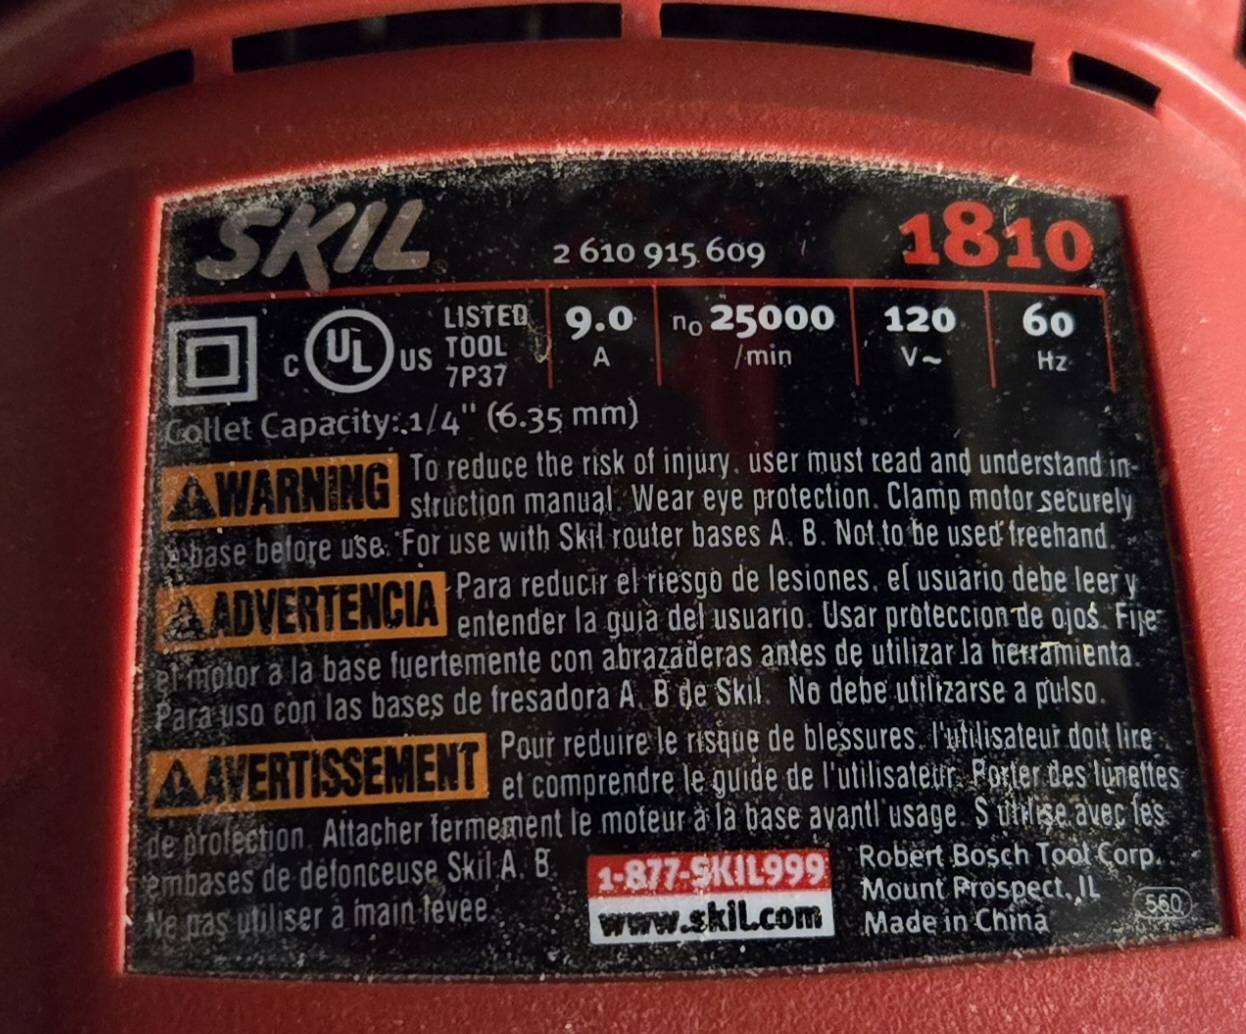 SKIL 2 610 915 609 1810
C UL US LISTED TOOL 7P37
9.0 A
no 25000 /min
120 V~
60 Hz
Collet Capacity: 1/4" (6.35 mm)
WARNING To reduce the risk of injury, user must read and understand in-
struction manual. Wear eye protection. Clamp motor securely
base before use. For use with Skil router bases A, B. Not to be used freehand.
ADVERTENCIA Para reducir el riesgo de lesiones, el usuario debe leer y
entender la guia del usuario. Usar proteccion de ojos. Fije
el motor a la base fuertemente con abrazaderas antes de utilizar la herramienta.
Para uso con las bases de fresadora A, B de Skil. No debe utilizarse a pulso.
AVERTISSEMENT Pour réduire le risque de blessures, l'utilisateur doit lire
et comprendre le guide de l'utilisateur. Porter des lunettes
de protection. Attacher fermement le moteur à la base avantl'usage. S'utilise avec les
embases de défonceuse Skil A, B.
Ne pas utiliser à main levée.
1-877-SKIL999
www.skil.com
Robert Bosch Tool Corp.
Mount Prospect, IL
Made in China
560